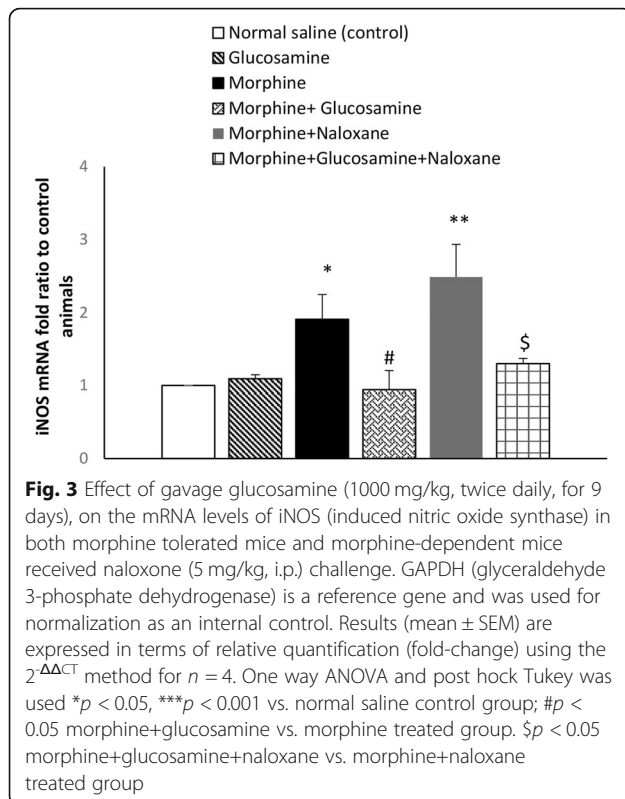 Normal saline (control)
Glucosamine
Morphine
Morphine+ Glucosamine
Morphine+Naloxane
Morphine+Glucosamine+Naloxane
iNOS mRNA fold ratio to control
animals
4
3
2
1
0
*
#
**
$
Fig. 3 Effect of gavage glucosamine (1000 mg/kg, twice daily, for 9
days), on the mRNA levels of iNOS (induced nitric oxide synthase) in
both morphine tolerated mice and morphine-dependent mice
received naloxone (5 mg/kg, i.p.) challenge. GAPDH (glyceraldehyde
3-phosphate dehydrogenase) is a reference gene and was used for
normalization as an internal control. Results (mean ± SEM) are
expressed in terms of relative quantification (fold-change) using the
2-ΔΔCT method for n = 4. One way ANOVA and post hock Tukey was
used *p < 0.05, ***p < 0.001 vs. normal saline control group; #p <
0.05 morphine+glucosamine vs. morphine treated group. $p < 0.05
morphine+glucosamine+naloxane vs. morphine+naloxane
treated group